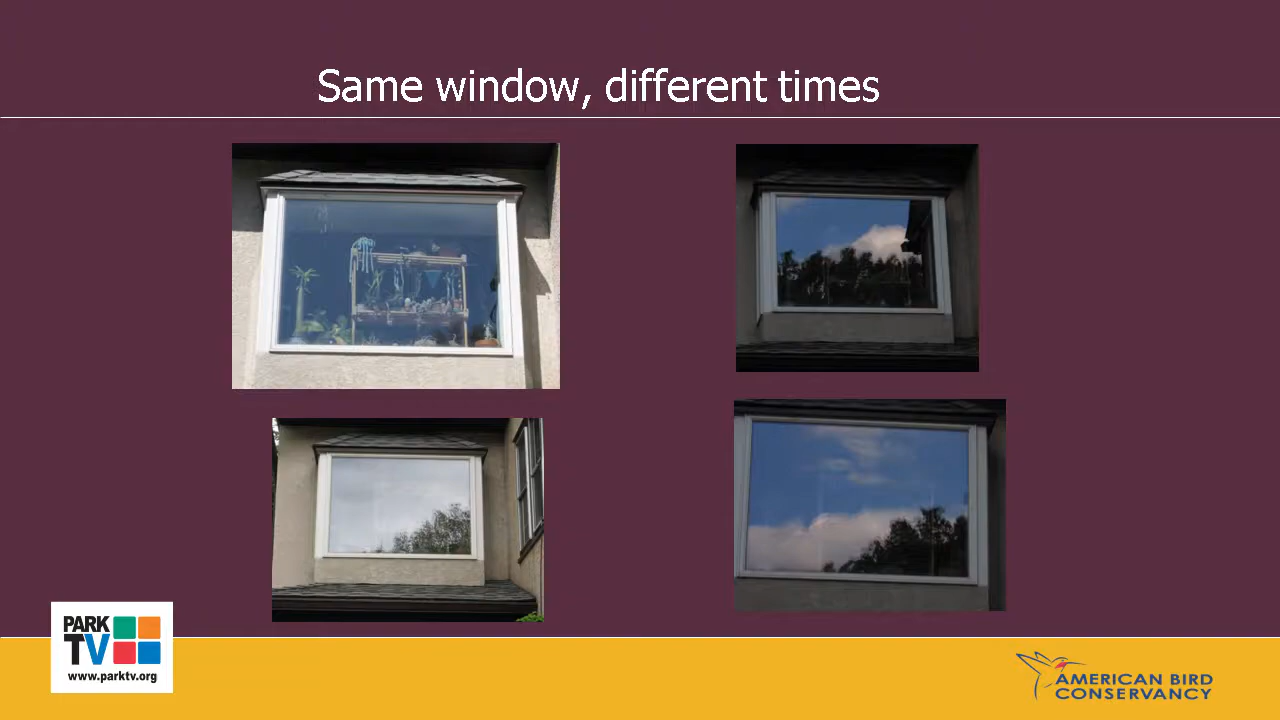 Same window, different times
PARK
TV
www.parktv.org
AMERICAN BIRD
CONSERVANCY